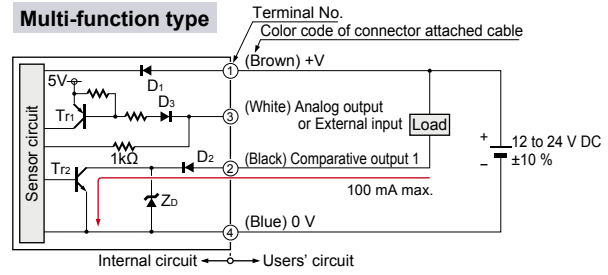 Multi-function type
Terminal No.
Color code of connector attached cable
1 (Brown) +V
5V
D1
Tr1
D3
3 (White) Analog output
or External input
Load
1kΩ
Sensor circuit
Tr2
D2
2 (Black) Comparative output 1
+ 12 to 24 V DC
− ±10 %
100 mA max.
ZD
4 (Blue) 0 V
Internal circuit
Users' circuit